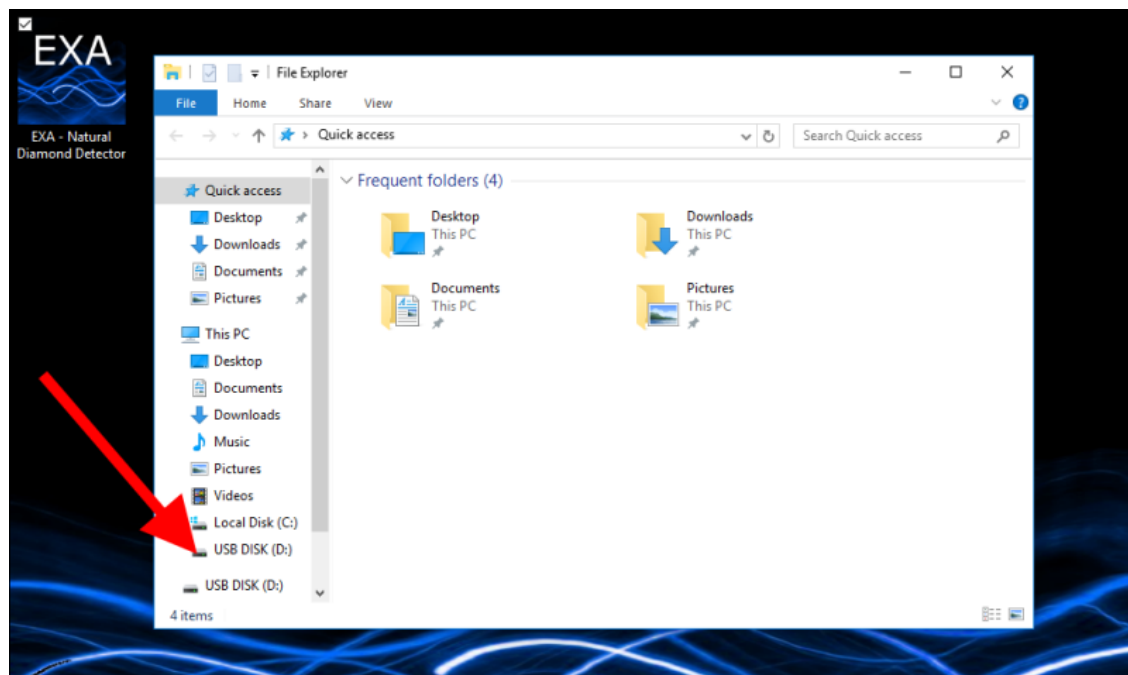 EXA
EXA - Natural
Diamond Detector
File Explorer
File Home Share View
Quick access
Search Quick access
Quick access
Desktop
Downloads
Documents
Pictures
This PC
Desktop
Documents
Downloads
Music
Pictures
Videos
Local Disk (C:)
USB DISK (D:)
USB DISK (D:)
Frequent folders (4)
Desktop
This PC
Downloads
This PC
Documents
This PC
Pictures
This PC
4 items